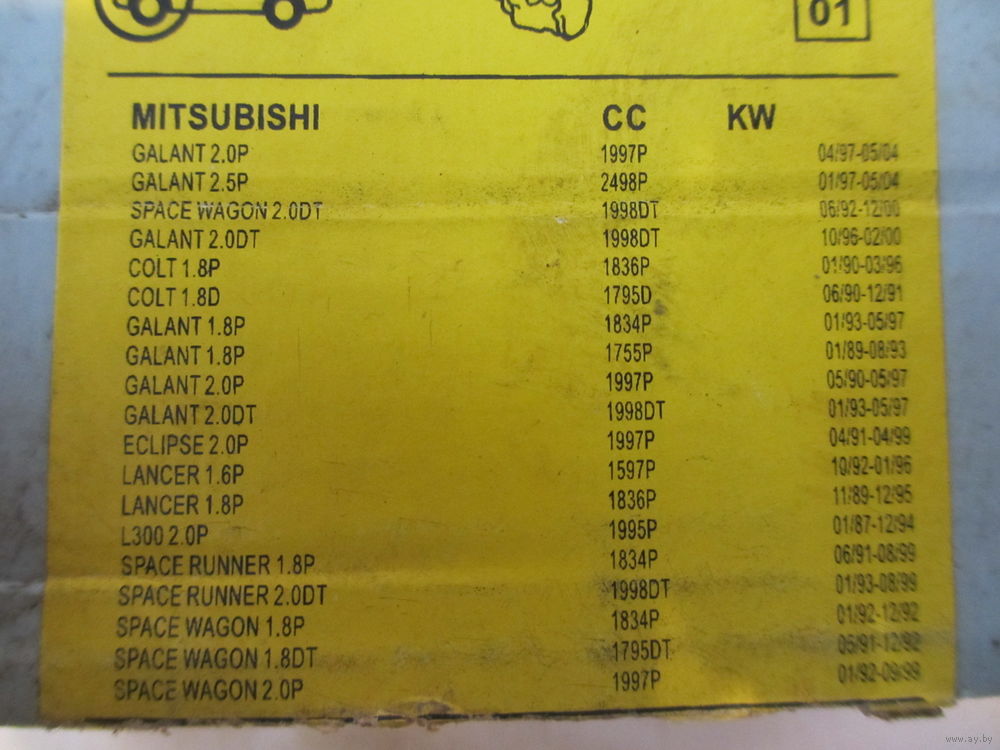 01
MITSUBISHI CC KW
GALANT 2.0P 1997P 04/97-05/04
GALANT 2.5P 2498P 01/97-05/04
SPACE WAGON 2.0DT 1998DT 06/92-12/00
GALANT 2.0DT 1998DT 10/96-02/00
COLT 1.8P 1836P 01/90-03/96
COLT 1.8D 1795D 06/90-12/91
GALANT 1.8P 1834P 01/93-05/97
GALANT 1.8P 1755P 01/89-08/93
GALANT 2.0P 1997P 05/90-05/97
GALANT 2.0DT 1998DT 01/93-05/97
ECLIPSE 2.0P 1997P 04/91-04/99
LANCER 1.6P 1597P 10/92-01/96
LANCER 1.8P 1836P 11/89-12/95
L300 2.0P 1995P 01/87-12/94
SPACE RUNNER 1.8P 1834P 06/91-08/99
SPACE RUNNER 2.0DT 1998DT 01/93-08/99
SPACE WAGON 1.8P 1834P 01/92-12/92
SPACE WAGON 1.8DT 1795DT 05/91-12/92
SPACE WAGON 2.0P 1997P 01/92-09/99
www.ay.by